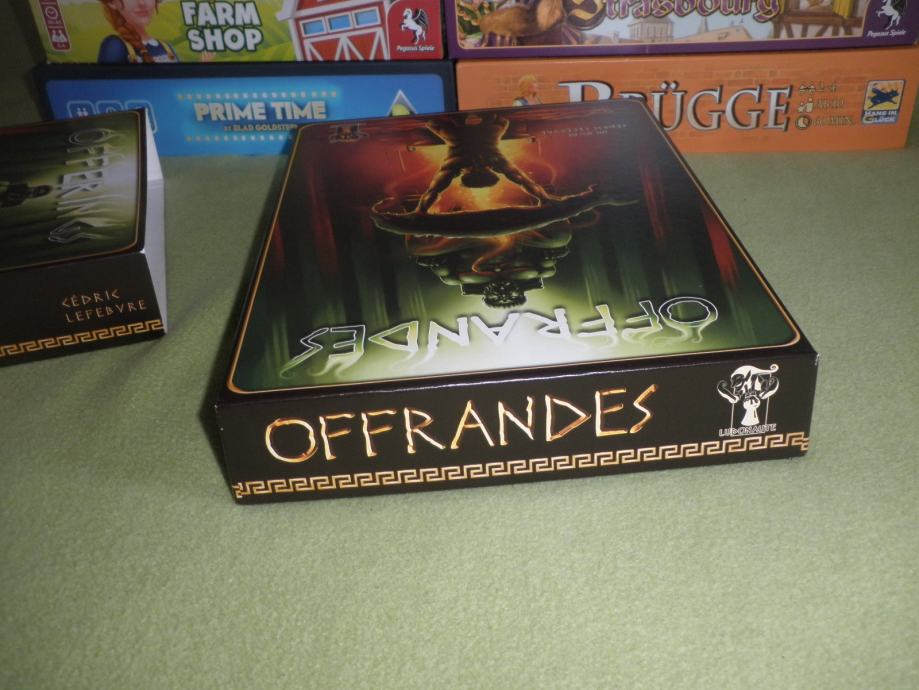 FARM
SHOP
Pegasus Spiele
Strasbourg
Pegasus Spiele
PRIME TIME
BY ELAD GOLDSTEIN
BRÜGGE
HANS IM GLÜCK
OFFERINGS
CÉDRIC
LEFEBVRE
OFFRANDES
OFFRANDES
LUDONAUTE